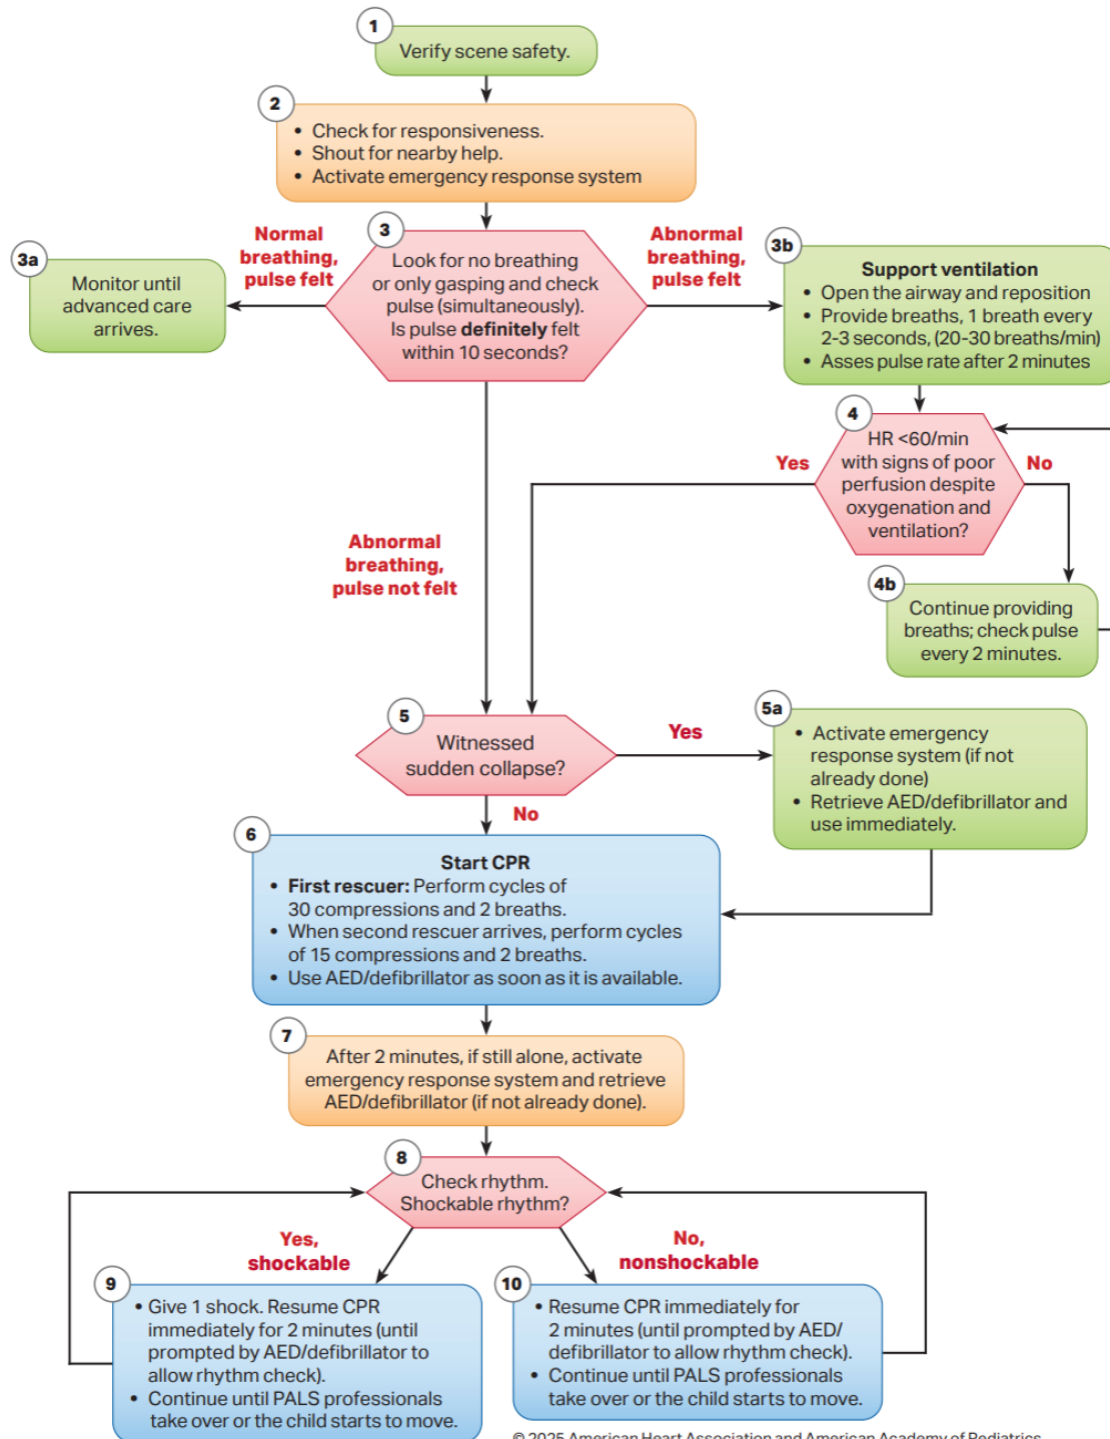 1
Verify scene safety.
2
• Check for responsiveness.
• Shout for nearby help.
• Activate emergency response system
3
Look for no breathing
or only gasping and check
pulse (simultaneously).
Is pulse definitely felt
within 10 seconds?
Normal
breathing,
pulse felt
3a
Monitor until
advanced care
arrives.
Abnormal
breathing,
pulse felt
3b
Support ventilation
• Open the airway and reposition
• Provide breaths, 1 breath every
2-3 seconds, (20-30 breaths/min)
• Asses pulse rate after 2 minutes
4
HR <60/min
with signs of poor
perfusion despite
oxygenation and
ventilation?
Yes
No
4b
Continue providing
breaths; check pulse
every 2 minutes.
Abnormal
breathing,
pulse not felt
5
Witnessed
sudden collapse?
Yes
5a
• Activate emergency
response system (if not
already done)
• Retrieve AED/defibrillator and
use immediately.
No
6
Start CPR
• First rescuer: Perform cycles of
30 compressions and 2 breaths.
• When second rescuer arrives, perform cycles
of 15 compressions and 2 breaths.
• Use AED/defibrillator as soon as it is available.
7
After 2 minutes, if still alone, activate
emergency response system and retrieve
AED/defibrillator (if not already done).
8
Check rhythm.
Shockable rhythm?
Yes,
shockable
No,
nonshockable
9
• Give 1 shock. Resume CPR
immediately for 2 minutes (until
prompted by AED/defibrillator to
allow rhythm check).
• Continue until PALS professionals
take over or the child starts to move.
10
• Resume CPR immediately for
2 minutes (until prompted by AED/
defibrillator to allow rhythm check).
• Continue until PALS professionals
take over or the child starts to move.
© 2025 American Heart Association and American Academy of Pediatrics